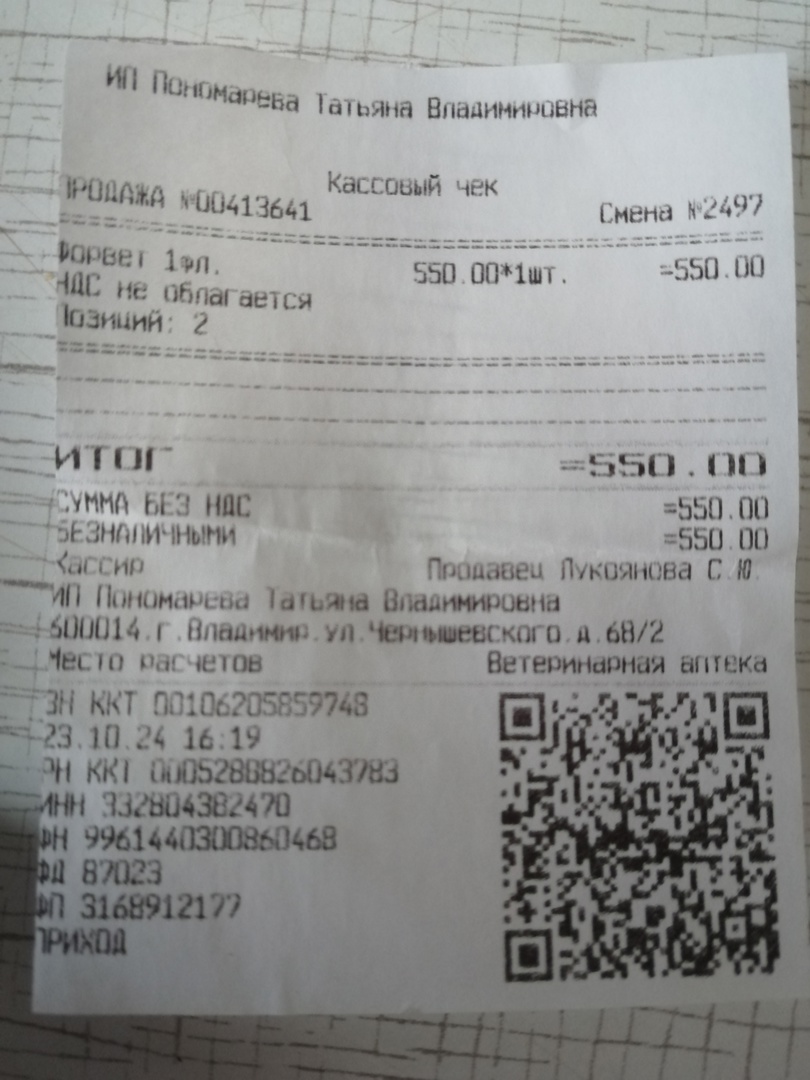 ИП Пономарева Татьяна Владимировна
Кассовый чек
ПРОДАЖА №00413641 Смена №2497
Форвет 1фл. 550.00*1шт. =550.00
НДС не облагается
Позиций: 2
ИТОГ =550.00
СУММА БЕЗ НДС =550.00
БЕЗНАЛИЧНЫМИ =550.00
Кассир Продавец Лукоянова С.Ю.
ИП Пономарева Татьяна Владимировна
600014.г.Владимир.ул.Чернышевского.д.68/2
Место расчетов Ветеринарная аптека
ЗН ККТ 00106205859748
23.10.24 16:19
РН ККТ 0005280826043783
ИНН 332804382470
ФН 9961440300860468
ФД 87023
ФП 3168912177
ПРИХОД